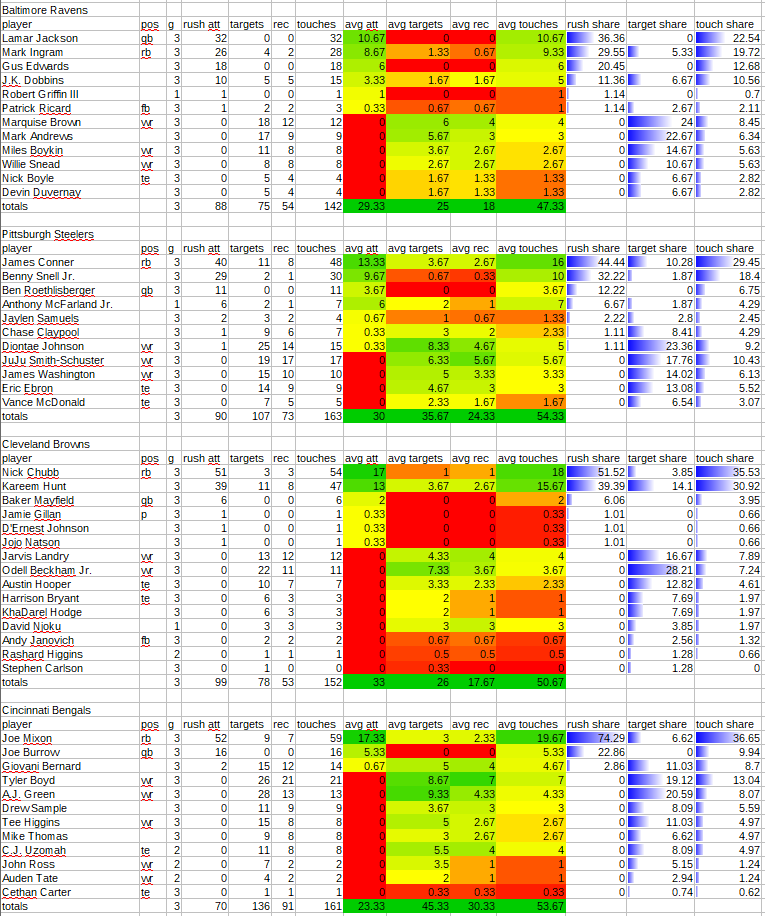 Baltimore Ravens
player pos g rush att targets rec touches avg att avg targets avg rec avg touches rush share target share touch share
Lamar Jackson qb 3 32 0 0 32 10.67 0 0 10.67 36.36 0 22.54
Mark Ingram rb 3 26 4 2 28 8.67 1.33 0.67 9.33 29.55 5.33 19.72
Gus Edwards 3 18 0 0 18 6 0 0 6 20.45 0 12.68
J.K. Dobbins 3 10 5 5 15 3.33 1.67 1.67 5 11.36 6.67 10.56
Robert Griffin III 1 1 0 0 1 1 0 0 1 1.14 0 0.7
Patrick Ricard fb 3 1 2 2 3 0.33 0.67 0.67 1 1.14 2.67 2.11
Marquise Brown wr 3 0 18 12 12 0 6 4 4 0 24 8.45
Mark Andrews 3 0 17 9 9 0 5.67 3 3 0 22.67 6.34
Miles Boykin wr 3 0 11 8 8 0 3.67 2.67 2.67 0 14.67 5.63
Willie Snead wr 3 0 8 8 8 0 2.67 2.67 2.67 0 10.67 5.63
Nick Boyle te 3 0 5 4 4 0 1.67 1.33 1.33 0 6.67 2.82
Devin Duvernay 3 0 5 4 4 0 1.67 1.33 1.33 0 6.67 2.82
totals 3 88 75 54 142 29.33 25 18 47.33
Pittsburgh Steelers
player pos g rush att targets rec touches avg att avg targets avg rec avg touches rush share target share touch share
James Conner rb 3 40 11 8 48 13.33 3.67 2.67 16 44.44 10.28 29.45
Benny Snell Jr. 3 29 2 1 30 9.67 0.67 0.33 10 32.22 1.87 18.4
Ben Roethlisberger qb 3 11 0 0 11 3.67 0 0 3.67 12.22 0 6.75
Anthony McFarland Jr. 1 6 2 1 7 6 2 1 7 6.67 1.87 4.29
Jaylen Samuels 3 2 3 2 4 0.67 1 0.67 1.33 2.22 2.8 2.45
Chase Claypool 3 1 9 6 7 0.33 3 2 2.33 1.11 8.41 4.29
Diontae Johnson wr 3 1 25 14 15 0.33 8.33 4.67 5 1.11 23.36 9.2
JuJu Smith-Schuster wr 3 0 19 17 17 0 6.33 5.67 5.67 0 17.76 10.43
James Washington wr 3 0 15 10 10 0 5 3.33 3.33 0 14.02 6.13
Eric Ebron te 3 0 14 9 9 0 4.67 3 3 0 13.08 5.52
Vance McDonald te 3 0 7 5 5 0 2.33 1.67 1.67 0 6.54 3.07
totals 3 90 107 73 163 30 35.67 24.33 54.33
Cleveland Browns
player pos g rush att targets rec touches avg att avg targets avg rec avg touches rush share target share touch share
Nick Chubb rb 3 51 3 3 54 17 1 1 18 51.52 3.85 35.53
Kareem Hunt 3 39 11 8 47 13 3.67 2.67 15.67 39.39 14.1 30.92
Baker Mayfield qb 3 6 0 0 6 2 0 0 2 6.06 0 3.95
Jamie Gillan p 3 1 0 0 1 0.33 0 0 0.33 1.01 0 0.66
D'Ernest Johnson 3 1 0 0 1 0.33 0 0 0.33 1.01 0 0.66
Jojo Natson 3 1 0 0 1 0.33 0 0 0.33 1.01 0 0.66
Jarvis Landry wr 3 0 13 12 12 0 4.33 4 4 0 16.67 7.89
Odell Beckham Jr. wr 3 0 22 11 11 0 7.33 3.67 3.67 0 28.21 7.24
Austin Hooper te 3 0 10 7 7 0 3.33 2.33 2.33 0 12.82 4.61
Harrison Bryant te 3 0 6 3 3 0 2 1 1 0 7.69 1.97
KhaDarel Hodge 3 0 6 3 3 0 2 1 1 0 7.69 1.97
David Njoku 1 0 3 3 3 0 3 3 3 0 3.85 1.97
Andy Janovich fb 3 0 2 2 2 0 0.67 0.67 0.67 0 2.56 1.32
Rashard Higgins 2 0 1 1 1 0 0.5 0.5 0.5 0 1.28 0.66
Stephen Carlson 3 0 1 0 0 0 0.33 0 0 0 1.28 0
totals 3 99 78 53 152 33 26 17.67 50.67
Cincinnati Bengals
player pos g rush att targets rec touches avg att avg targets avg rec avg touches rush share target share touch share
Joe Mixon rb 3 52 9 7 59 17.33 3 2.33 19.67 74.29 6.62 36.65
Joe Burrow qb 3 16 0 0 16 5.33 0 0 5.33 22.86 0 9.94
Giovani Bernard 3 2 15 12 14 0.67 5 4 4.67 2.86 11.03 8.7
Tyler Boyd wr 3 0 26 21 21 0 8.67 7 7 0 19.12 13.04
A.J. Green wr 3 0 28 13 13 0 9.33 4.33 4.33 0 20.59 8.07
Drew Sample 3 0 11 9 9 0 3.67 3 3 0 8.09 5.59
Tee Higgins wr 3 0 15 8 8 0 5 2.67 2.67 0 11.03 4.97
Mike Thomas 3 0 9 8 8 0 3 2.67 2.67 0 6.62 4.97
C.J. Uzomah te 2 0 11 8 8 0 5.5 4 4 0 8.09 4.97
John Ross wr 2 0 7 2 2 0 3.5 1 1 0 5.15 1.24
Auden Tate wr 2 0 4 2 2 0 2 1 1 0 2.94 1.24
Cethan Carter te 3 0 1 1 1 0 0.33 0.33 0.33 0 0.74 0.62
totals 3 70 136 91 161 23.33 45.33 30.33 53.67